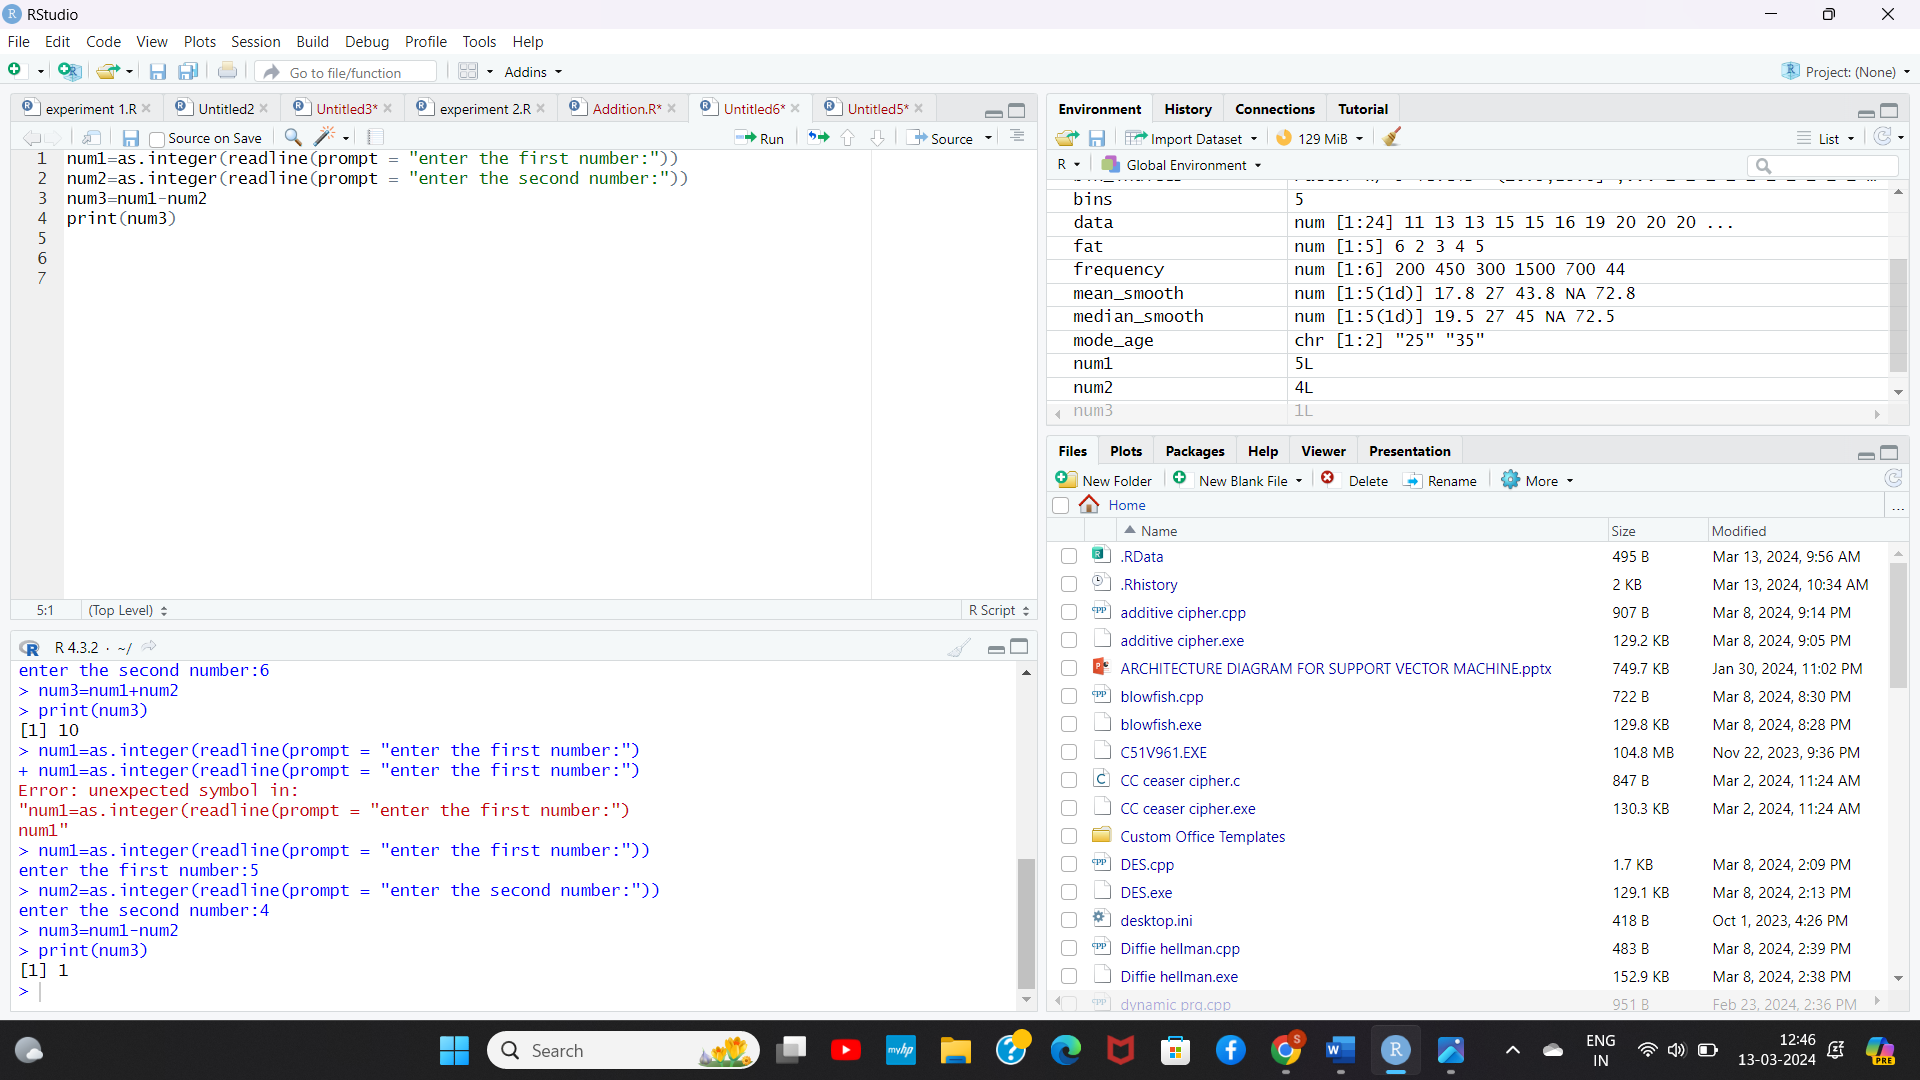 RStudio
File Edit Code View Plots Session Build Debug Profile Tools Help
Go to file/function Addins Project: (None)
experiment 1.R Untitled2 Untitled3* experiment 2.R Addition.R* Untitled6* Untitled5*
Source on Save Run Source
1 num1=as.integer(readline(prompt = "enter the first number:"))
2 num2=as.integer(readline(prompt = "enter the second number:"))
3 num3=num1-num2
4 print(num3)
5
6
7
5:1 (Top Level) R Script
R R 4.3.2 · ~/
enter the second number:6
> num3=num1+num2
> print(num3)
[1] 10
> num1=as.integer(readline(prompt = "enter the first number:")
+ num1=as.integer(readline(prompt = "enter the first number:")
Error: unexpected symbol in:
"num1=as.integer(readline(prompt = "enter the first number:")
num1"
> num1=as.integer(readline(prompt = "enter the first number:"))
enter the first number:5
> num2=as.integer(readline(prompt = "enter the second number:"))
enter the second number:4
> num3=num1-num2
> print(num3)
[1] 1
>
Environment History Connections Tutorial
Import Dataset 129 MiB List
R Global Environment
bins 5
data num [1:24] 11 13 13 15 15 16 19 20 20 20 ...
fat num [1:5] 6 2 3 4 5
frequency num [1:6] 200 450 300 1500 700 44
mean_smooth num [1:5(1d)] 17.8 27 43.8 NA 72.8
median_smooth num [1:5(1d)] 19.5 27 45 NA 72.5
mode_age chr [1:2] "25" "35"
num1 5L
num2 4L
num3 1L
Files Plots Packages Help Viewer Presentation
New Folder New Blank File Delete Rename More
Home ...
Name Size Modified
.RData 495 B Mar 13, 2024, 9:56 AM
.Rhistory 2 KB Mar 13, 2024, 10:34 AM
additive cipher.cpp 907 B Mar 8, 2024, 9:14 PM
additive cipher.exe 129.2 KB Mar 8, 2024, 9:05 PM
ARCHITECTURE DIAGRAM FOR SUPPORT VECTOR MACHINE.pptx 749.7 KB Jan 30, 2024, 11:02 PM
blowfish.cpp 722 B Mar 8, 2024, 8:30 PM
blowfish.exe 129.8 KB Mar 8, 2024, 8:28 PM
C51V961.EXE 104.8 MB Nov 22, 2023, 9:36 PM
CC ceaser cipher.c 847 B Mar 2, 2024, 11:24 AM
CC ceaser cipher.exe 130.3 KB Mar 2, 2024, 11:24 AM
Custom Office Templates
DES.cpp 1.7 KB Mar 8, 2024, 2:09 PM
DES.exe 129.1 KB Mar 8, 2024, 2:13 PM
desktop.ini 418 B Oct 1, 2023, 4:26 PM
Diffie hellman.cpp 483 B Mar 8, 2024, 2:39 PM
Diffie hellman.exe 152.9 KB Mar 8, 2024, 2:38 PM
dynamic prg.cpp 951 B Feb 23, 2024, 2:36 PM
Search myhp S R PRE
ENG
IN
12:46
13-03-2024